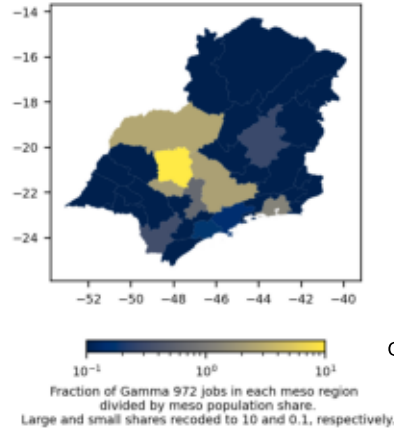 −14
−16
−18
−20
−22
−24
−52 −50 −48 −46 −44 −42 −40
10⁻¹ 10⁰ 10¹
Fraction of Gamma 972 jobs in each meso region
divided by meso population share.
Large and small shares recoded to 10 and 0.1, respectively.